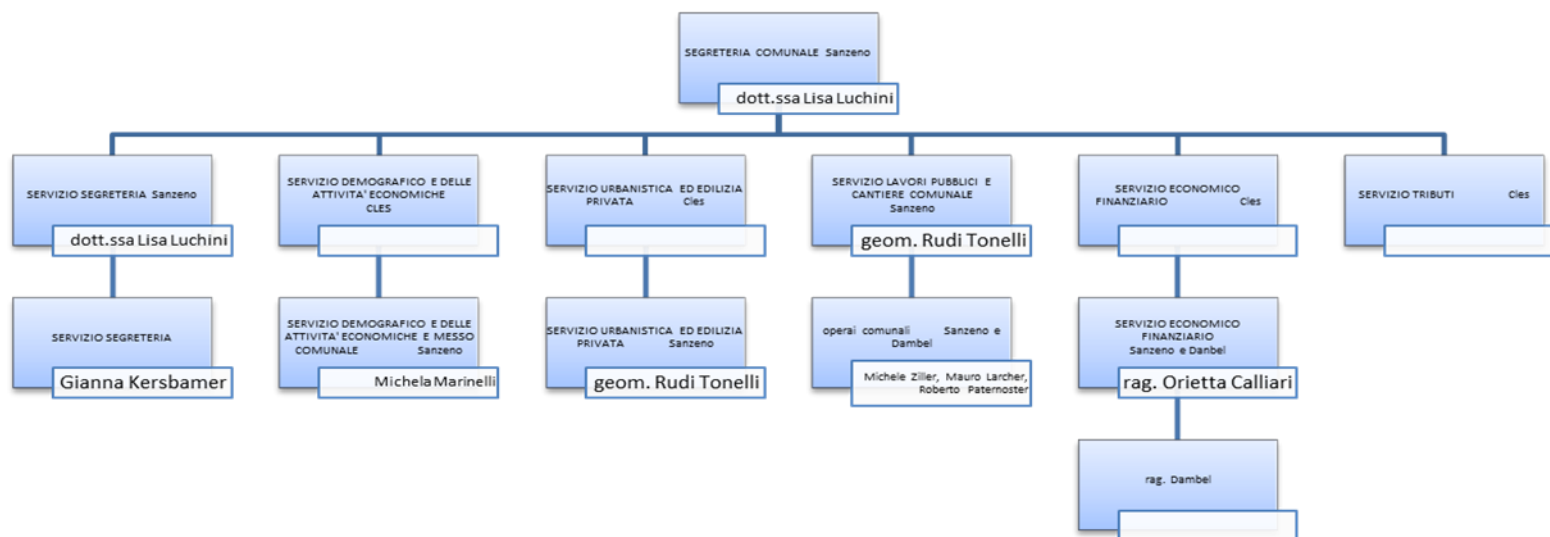 SEGRETERIA COMUNALE Sanzeno
dott.ssa Lisa Luchini
SERVIZIO SEGRETERIA Sanzeno
dott.ssa Lisa Luchini
SERVIZIO DEMOGRAFICO E DELLE
ATTIVITA' ECONOMICHE
CLES
SERVIZIO URBANISTICA ED EDILIZIA
PRIVATA Cles
SERVIZIO LAVORI PUBBLICI E
CANTIERE COMUNALE
Sanzeno
geom. Rudi Tonelli
SERVIZIO ECONOMICO
FINANZIARIO Cles
SERVIZIO TRIBUTI Cles
SERVIZIO SEGRETERIA
Gianna Kersbamer
SERVIZIO DEMOGRAFICO E DELLE
ATTIVITA' ECONOMICHE E MESSO
COMUNALE Sanzeno
Michela Marinelli
SERVIZIO URBANISTICA ED EDILIZIA
PRIVATA Sanzeno
geom. Rudi Tonelli
operai comunali Sanzeno e
Dambel
Michele Ziller, Mauro Larcher,
Roberto Paternoster
SERVIZIO ECONOMICO
FINANZIARIO
Sanzeno e Danbel
rag. Orietta Calliari
rag. Dambel